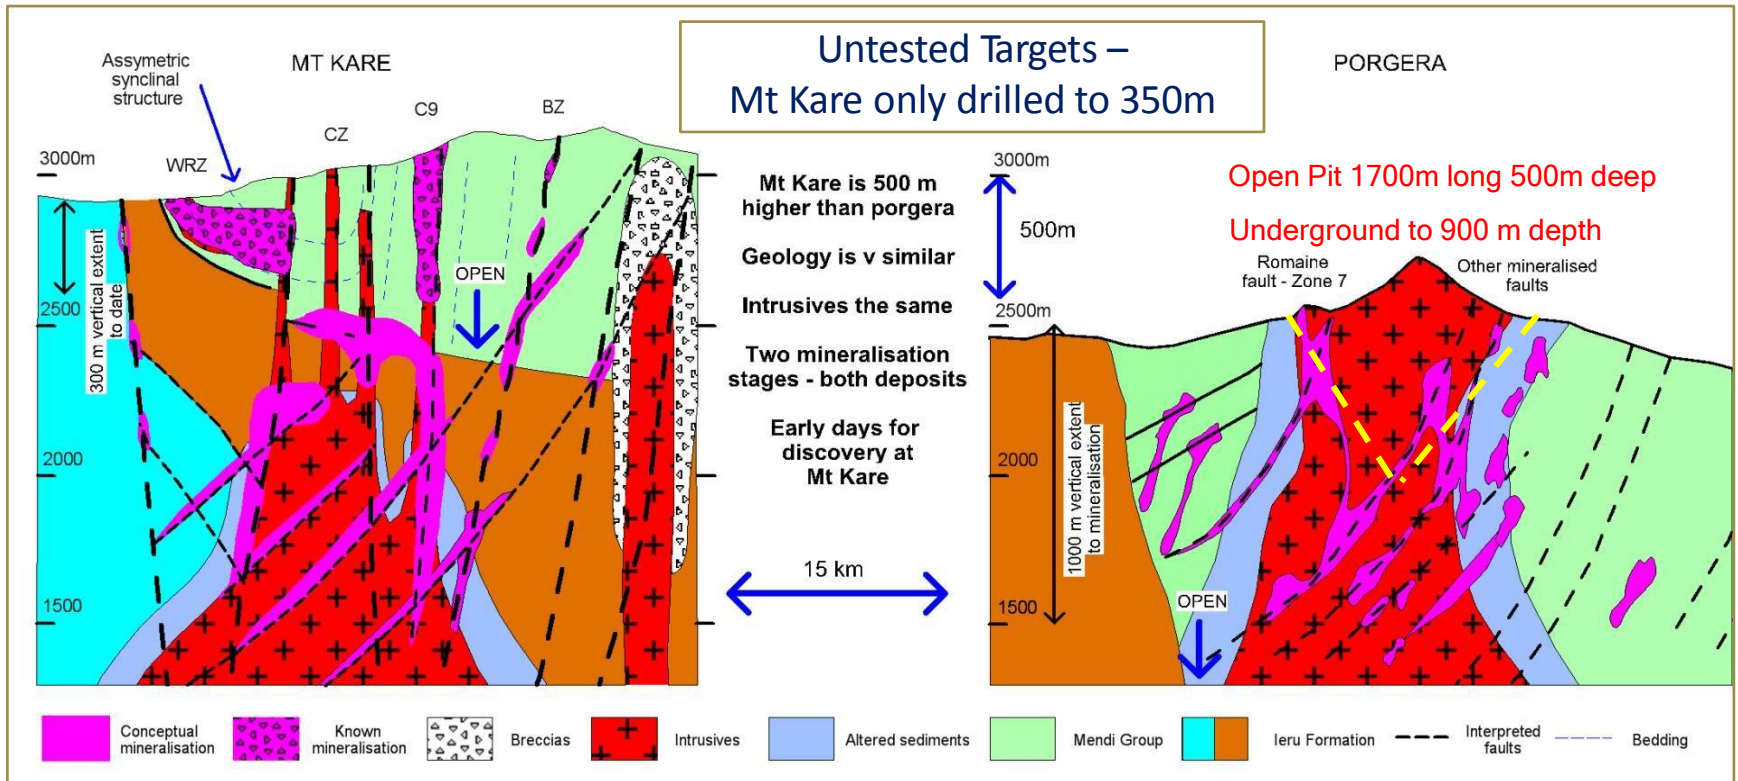 Untested Targets –
Mt Kare only drilled to 350m
MT KARE
PORGERA
Assymetric
synclinal
structure
WRZ
CZ
C9
BZ
3000m
2500
2000
1500
300 m vertical extent
to date
OPEN
Mt Kare is 500 m
higher than porgera
Geology is v similar
Intrusives the same
Two mineralisation
stages - both deposits
Early days for
discovery at
Mt Kare
15 km
3000m
500m
2500m
2000
1500
1000 m vertical extent
to mineralisation
Open Pit 1700m long 500m deep
Underground to 900 m depth
Romaine
fault - Zone 7
Other mineralised
faults
OPEN
Conceptual
mineralisation
Known
mineralisation
Breccias
Intrusives
Altered sediments
Mendi Group
Ieru Formation
Interpreted
faults
Bedding